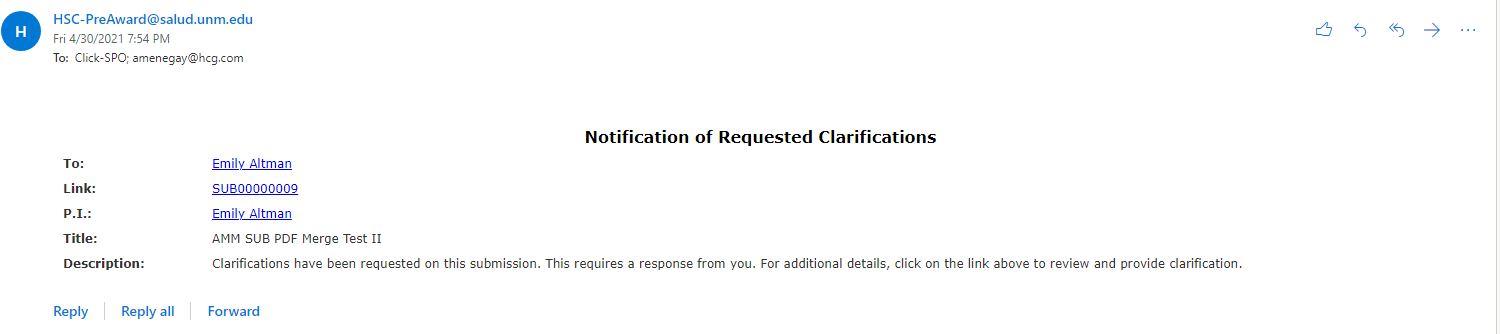 H
HSC-PreAward@salud.unm.edu
Fri 4/30/2021 7:54 PM
To: Click-SPO; amenegay@hcg.com
Notification of Requested Clarifications
To: Emily Altman
Link: SUB00000009
P.I.: Emily Altman
Title: AMM SUB PDF Merge Test II
Description: Clarifications have been requested on this submission. This requires a response from you. For additional details, click on the link above to review and provide clarification.
Reply Reply all Forward